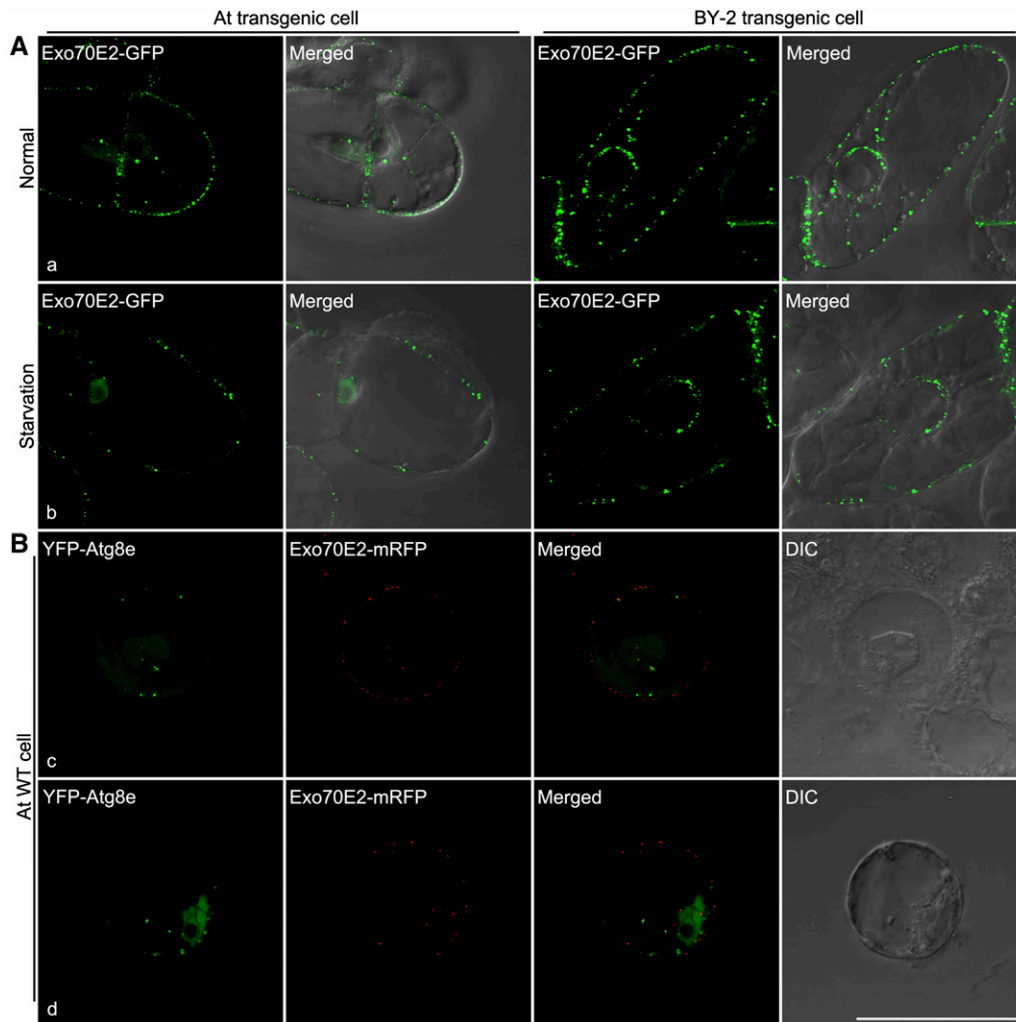 At transgenic cell
BY-2 transgenic cell
A
Normal
Exo70E2-GFP
Merged
Exo70E2-GFP
Merged
a
Starvation
Exo70E2-GFP
Merged
Exo70E2-GFP
Merged
b
B
At WT cell
YFP-Atg8e
Exo70E2-mRFP
Merged
DIC
c
YFP-Atg8e
Exo70E2-mRFP
Merged
DIC
d